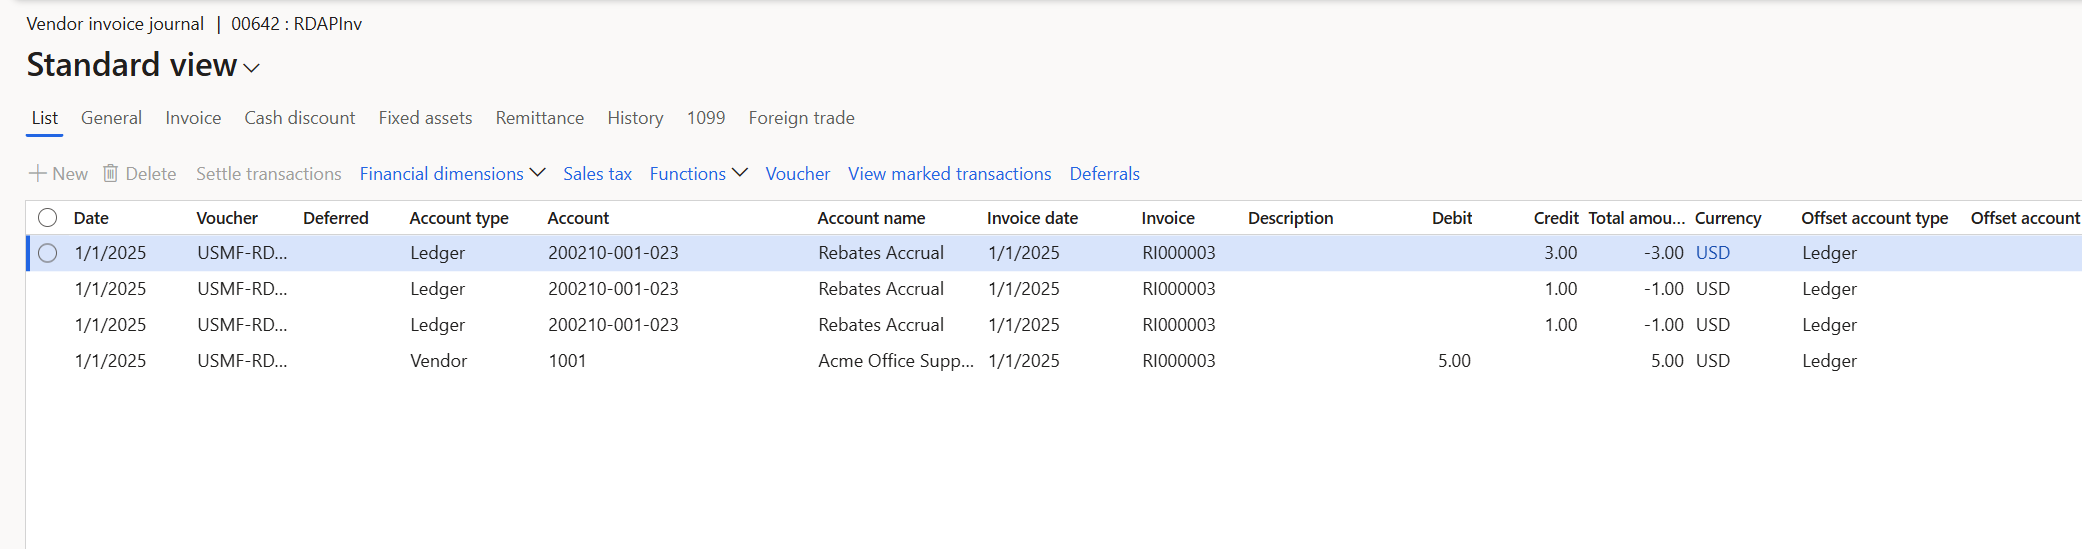 Vendor invoice journal | 00642 : RDAPInv
Standard view
List General Invoice Cash discount Fixed assets Remittance History 1099 Foreign trade
New Delete Settle transactions Financial dimensions Functions Sales tax Voucher View marked transactions Deferrals
Date Voucher Deferred Account type Account Account name Invoice date Invoice Description Debit Credit Total amou... Currency Offset account type Offset account
1/1/2025 USMF-RD... Ledger 200210-001-023 Rebates Accrual 1/1/2025 RI000003 3.00 -3.00 USD Ledger
1/1/2025 USMF-RD... Ledger 200210-001-023 Rebates Accrual 1/1/2025 RI000003 1.00 -1.00 USD Ledger
1/1/2025 USMF-RD... Ledger 200210-001-023 Rebates Accrual 1/1/2025 RI000003 1.00 -1.00 USD Ledger
1/1/2025 USMF-RD... Vendor 1001 Acme Office Supp... 1/1/2025 RI000003 5.00 5.00 USD Ledger